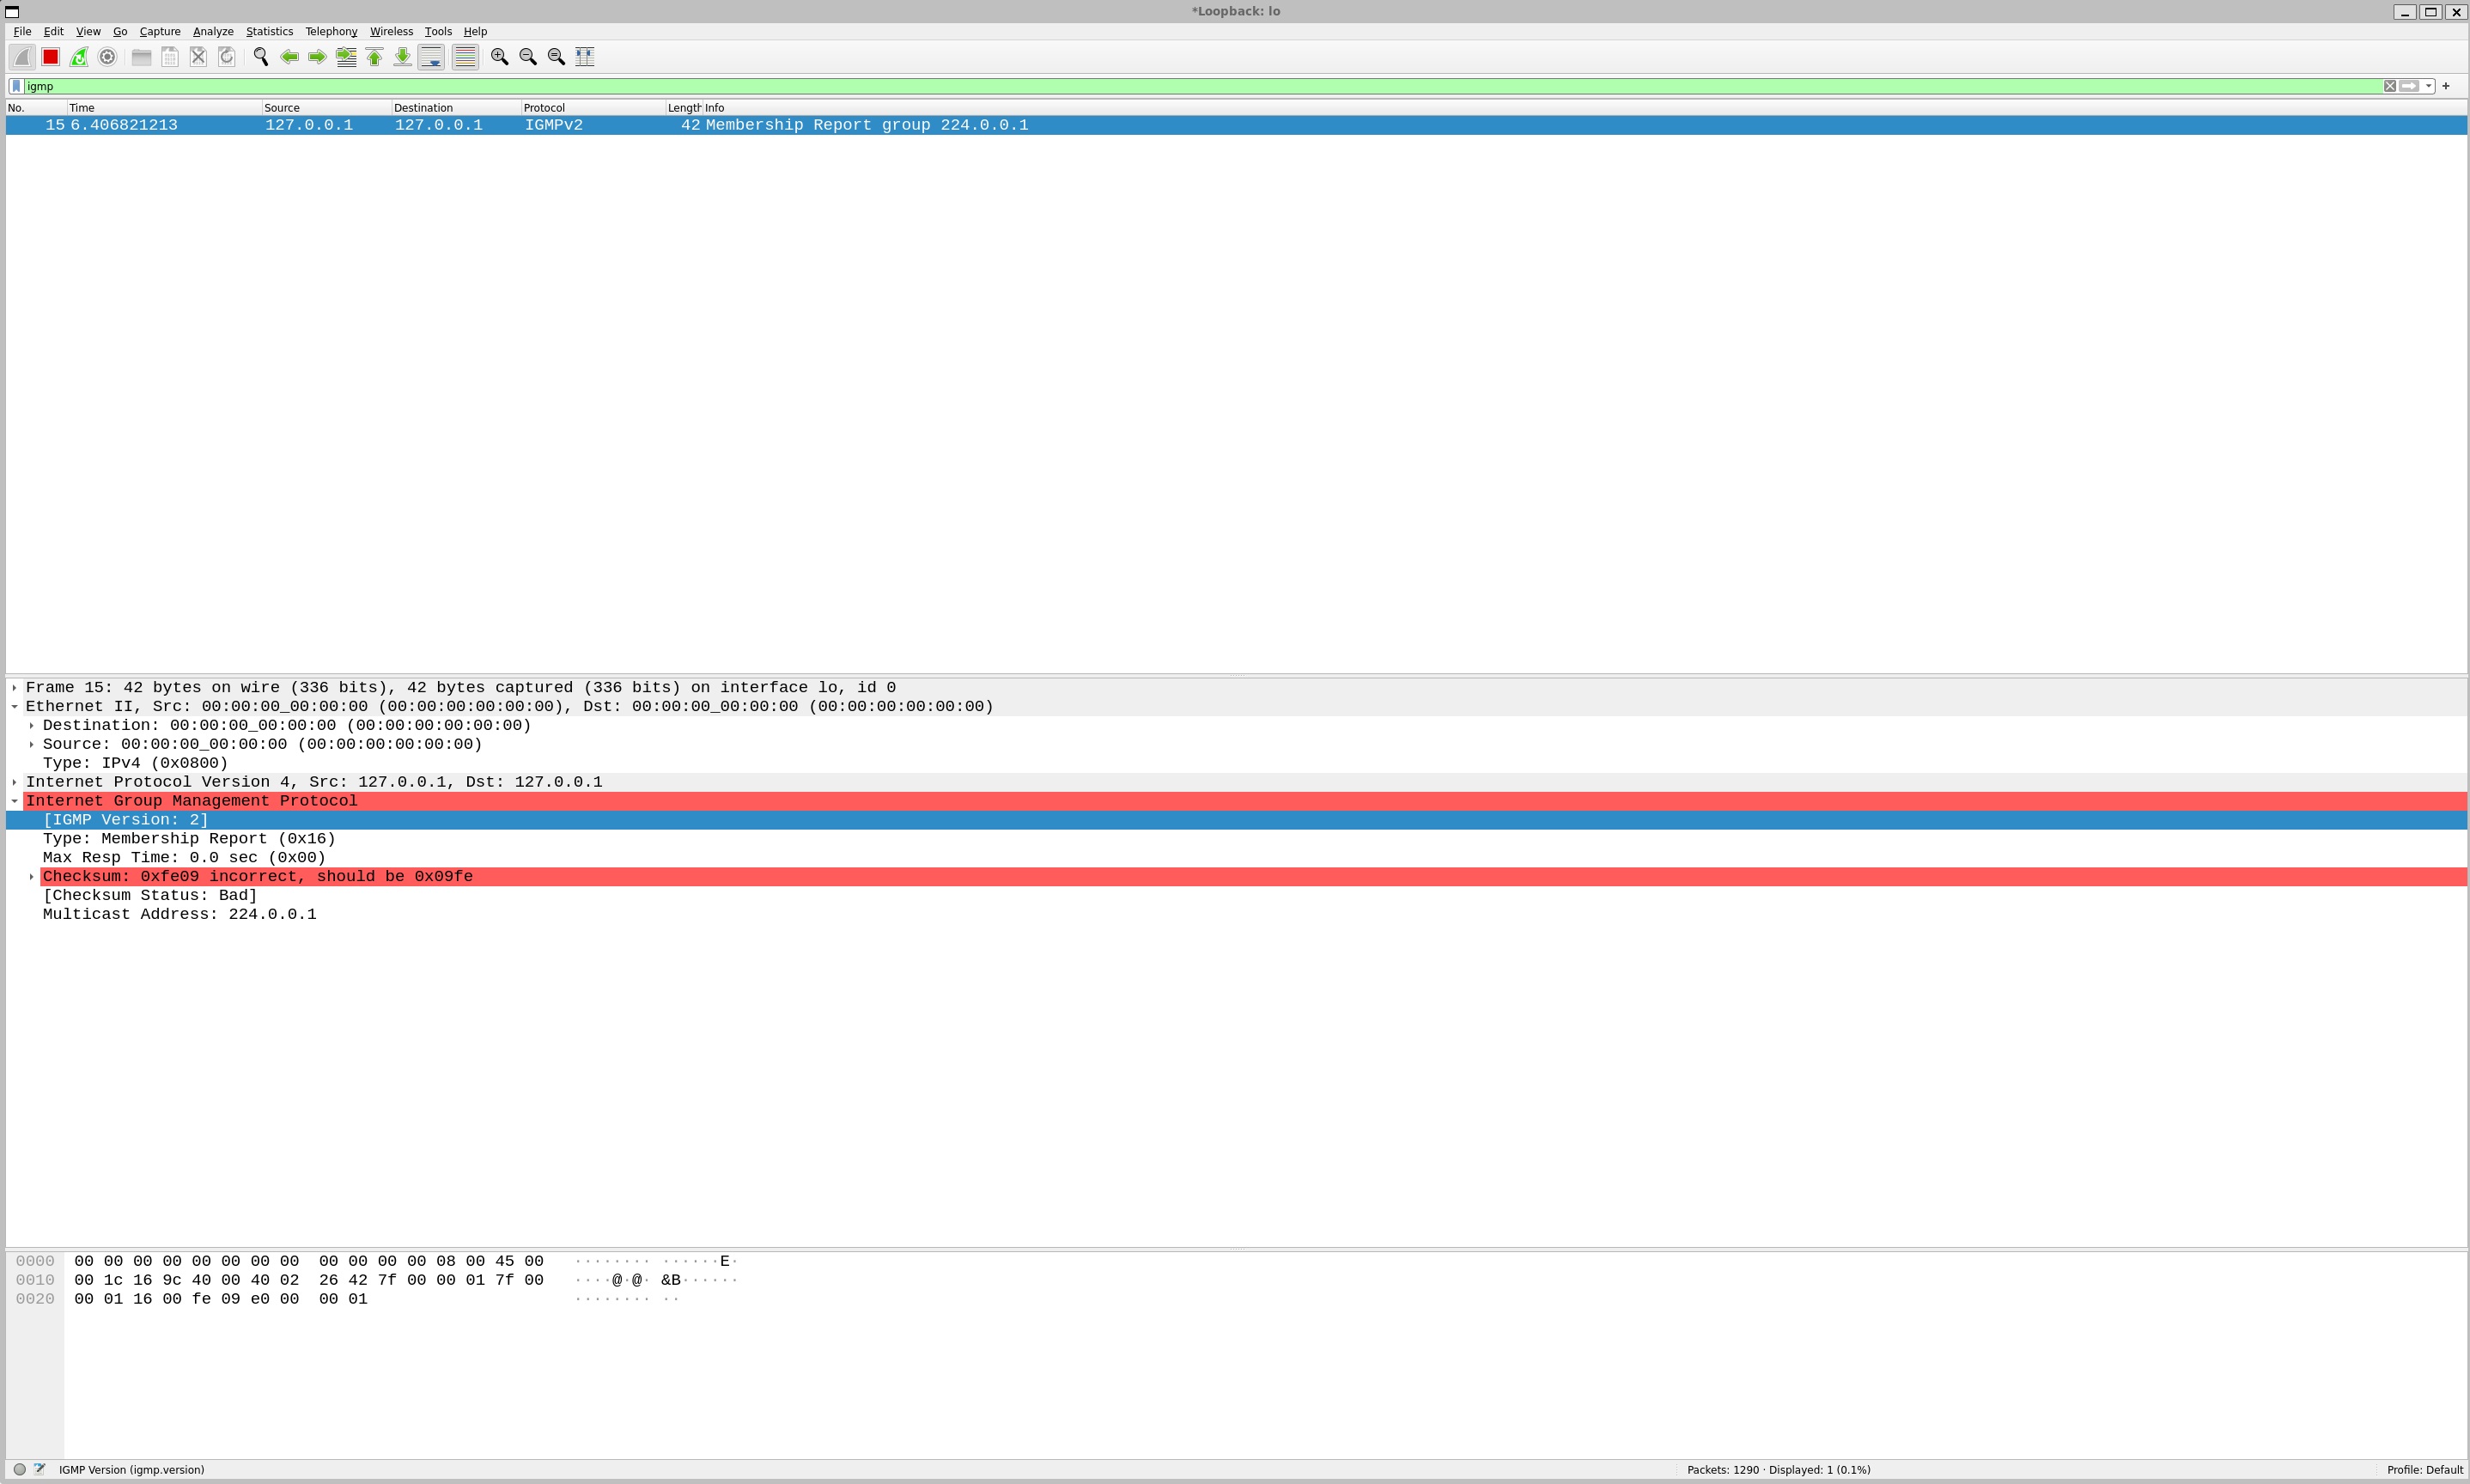 *Loopback: lo
File Edit View Go Capture Analyze Statistics Telephony Wireless Tools Help
igmp
No. Time Source Destination Protocol Length Info
15 6.406821213 127.0.0.1 127.0.0.1 IGMPv2 42 Membership Report group 224.0.0.1
Frame 15: 42 bytes on wire (336 bits), 42 bytes captured (336 bits) on interface lo, id 0
Ethernet II, Src: 00:00:00_00:00:00 (00:00:00:00:00:00), Dst: 00:00:00_00:00:00 (00:00:00:00:00:00)
Destination: 00:00:00_00:00:00 (00:00:00:00:00:00)
Source: 00:00:00_00:00:00 (00:00:00:00:00:00)
Type: IPv4 (0x0800)
Internet Protocol Version 4, Src: 127.0.0.1, Dst: 127.0.0.1
Internet Group Management Protocol
[IGMP Version: 2]
Type: Membership Report (0x16)
Max Resp Time: 0.0 sec (0x00)
Checksum: 0xfe09 incorrect, should be 0x09fe
[Checksum Status: Bad]
Multicast Address: 224.0.0.1
0000 00 00 00 00 00 00 00 00 00 00 00 00 08 00 45 00 ········ ······E·
0010 00 1c 16 9c 40 00 40 02 26 42 7f 00 00 01 7f 00 ····@·@· &B······
0020 00 01 16 00 fe 09 e0 00 00 01 ········ ··
IGMP Version (igmp.version) Packets: 1290 · Displayed: 1 (0.1%) Profile: Default